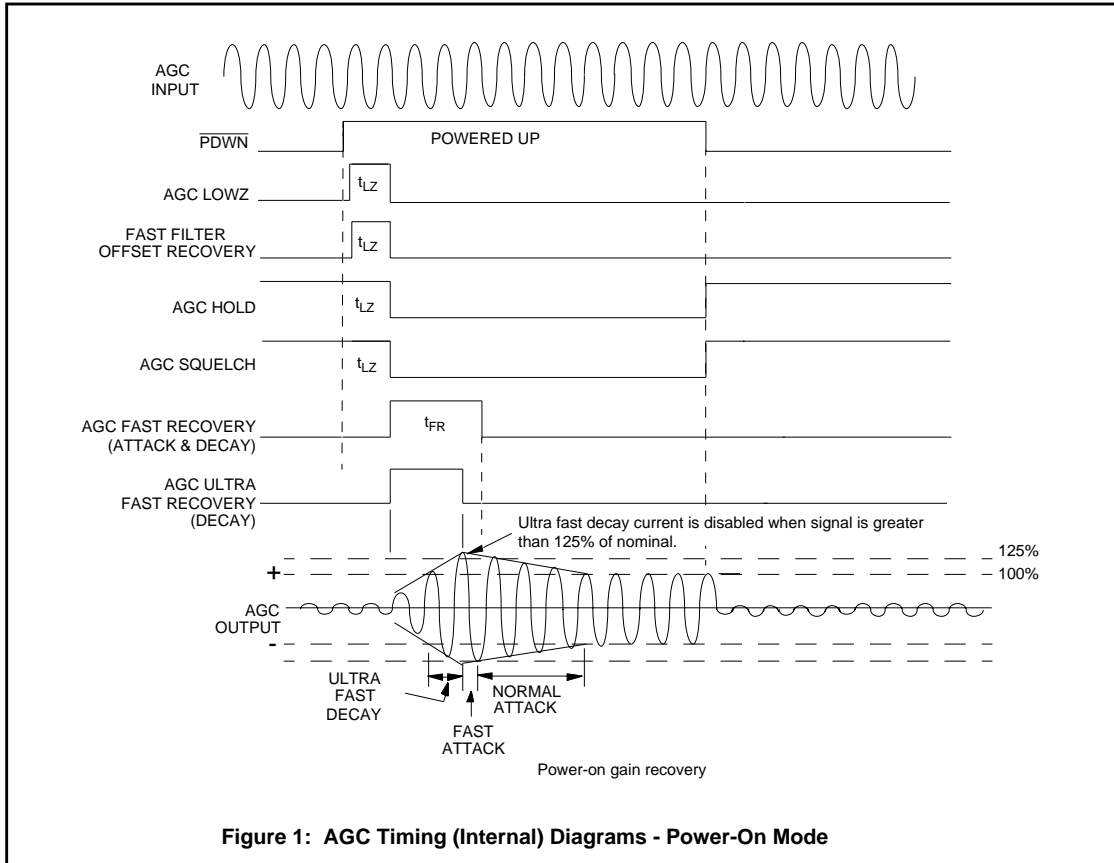 AGC
INPUT
PDWN
POWERED UP
AGC LOWZ
tLZ
FAST FILTER
OFFSET RECOVERY
tLZ
AGC HOLD
tLZ
AGC SQUELCH
tLZ
AGC FAST RECOVERY
(ATTACK & DECAY)
tFR
AGC ULTRA
FAST RECOVERY
(DECAY)
Ultra fast decay current is disabled when signal is greater
than 125% of nominal.
125%
+
100%
AGC
OUTPUT
-
ULTRA
FAST
DECAY
NORMAL
ATTACK
FAST
ATTACK
Power-on gain recovery
Figure 1: AGC Timing (Internal) Diagrams - Power-On Mode